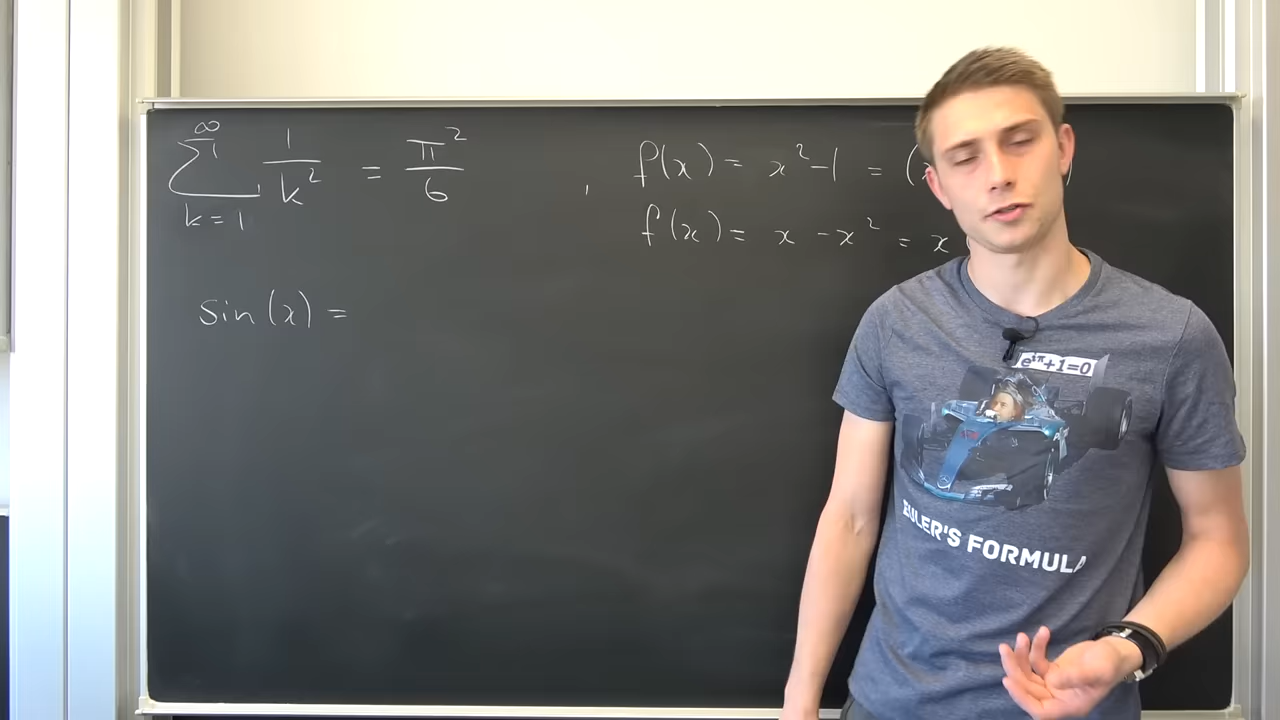 ∞
∑ 1/k² = π²/6 , f(x) = x²-1 = (
k=1
f(x) = x - x² = x
sin(x) =
e^iπ+1=0
EULER'S FORMULA